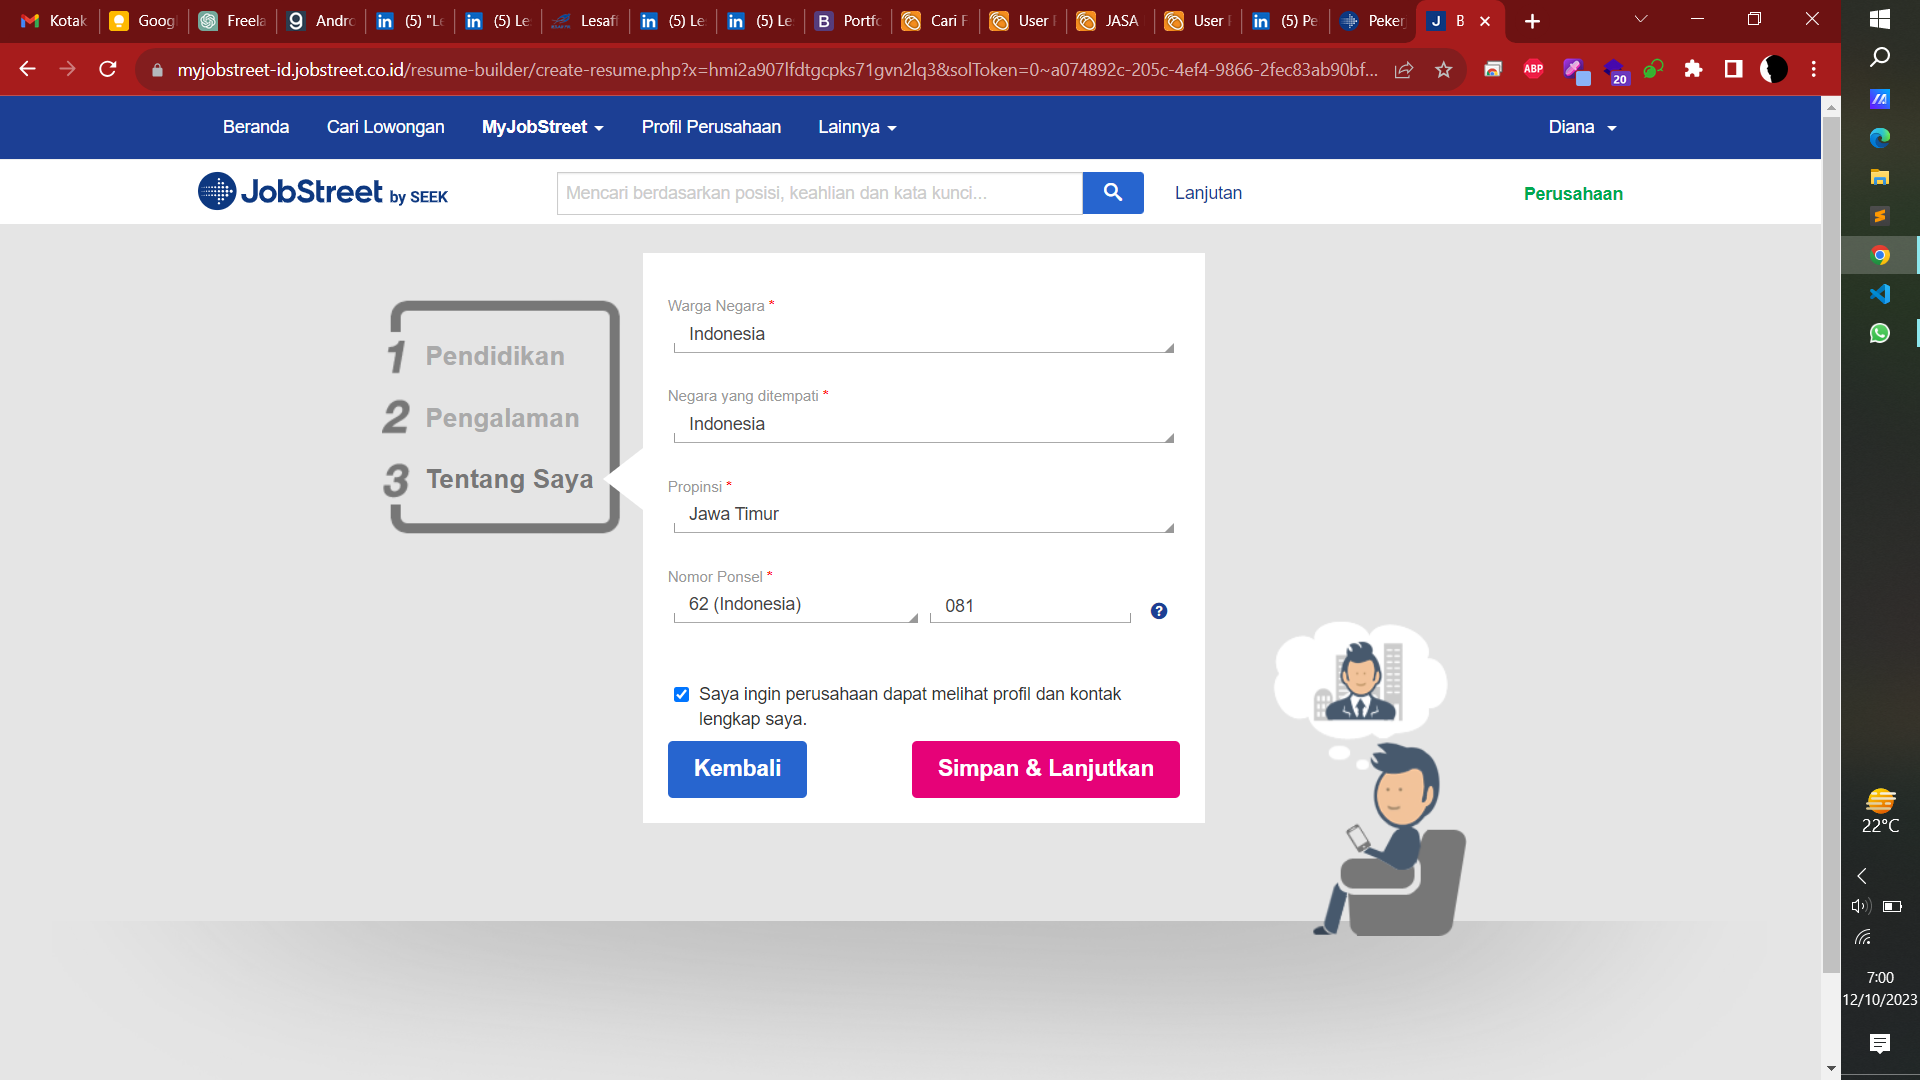 Kotak
Goog
Freela
Andro
(5) "Le
(5) Le
Lesaff
(5) Le
(5) Le
Portfo
Cari F
User F
JASA
User F
(5) Pe
Peker
B
myjobstreet-id.jobstreet.co.id/resume-builder/create-resume.php?x=hmi2a907lfdtgcpks71gvn2lq3&solToken=0~a074892c-205c-4ef4-9866-2fec83ab90bf...
ABP
20
Beranda
Cari Lowongan
MyJobStreet
Profil Perusahaan
Lainnya
Diana
JobStreet by SEEK
Mencari berdasarkan posisi, keahlian dan kata kunci...
Lanjutan
Perusahaan
1 Pendidikan
2 Pengalaman
3 Tentang Saya
Warga Negara *
Indonesia
Negara yang ditempati *
Indonesia
Propinsi *
Jawa Timur
Nomor Ponsel *
62 (Indonesia)
081
?
Saya ingin perusahaan dapat melihat profil dan kontak
lengkap saya.
Kembali
Simpan & Lanjutkan
22°C
7:00
12/10/2023